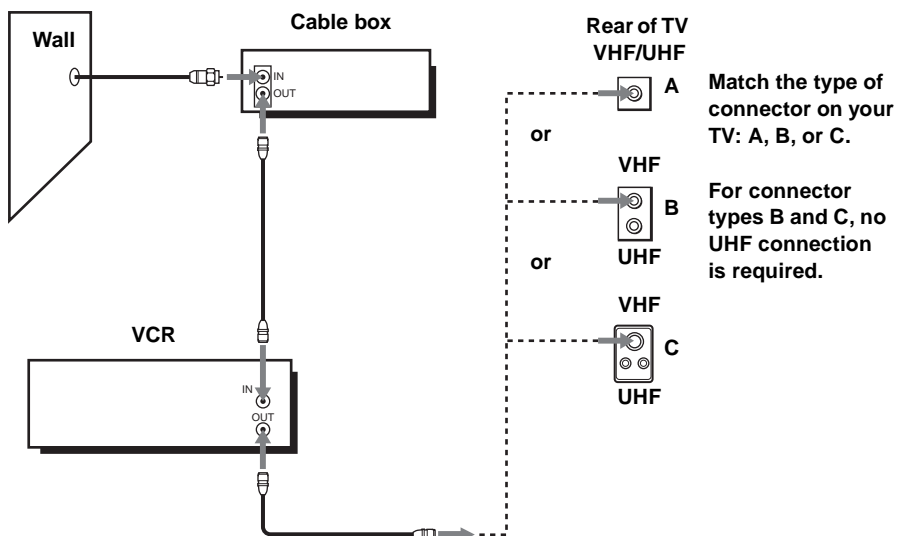 Cable box
Wall
IN
OUT
VCR
IN
OUT
Rear of TV
VHF/UHF
A
or
VHF
B
UHF
or
VHF
C
UHF
Match the type of
connector on your
TV: A, B, or C.
For connector
types B and C, no
UHF connection
is required.